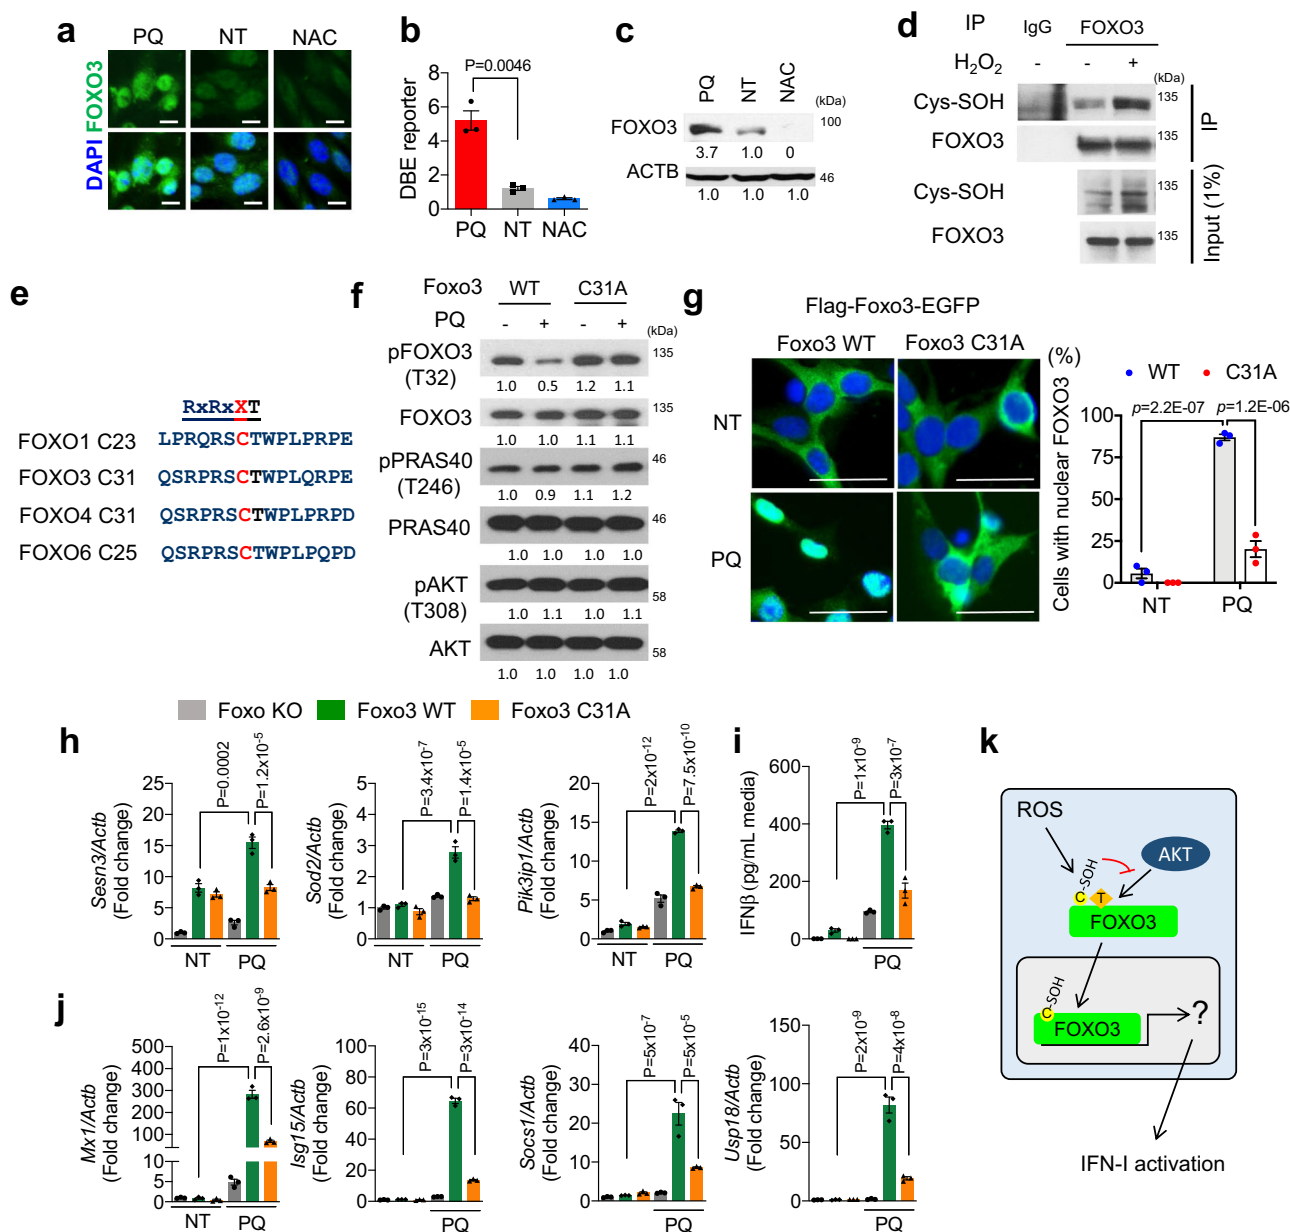 a
PQ NT NAC
DAPI FOXO3
b
P=0.0046
DBE reporter
8
6
4
2
0
PQ NT NAC
c
PQ NT NAC
(kDa)
FOXO3 100
3.7 1.0 0
ACTB 46
1.0 1.0 1.0
d
IP IgG FOXO3
H2O2 - - +
(kDa)
Cys-SOH 135
FOXO3 135
IP
Cys-SOH 135
FOXO3 135
Input (1%)
e
RxRxXT
FOXO1 C23 LPRQRSCTWPLPRPE
FOXO3 C31 QSRPRSCTWPLQRPE
FOXO4 C31 QSRPRSCTWPLPRPD
FOXO6 C25 QSRPRSCTWPLPQPD
f
Foxo3 WT C31A
PQ - + - +
(kDa)
pFOXO3 135
(T32)
1.0 0.5 1.2 1.1
FOXO3 135
1.0 1.0 1.1 1.1
pPRAS40 46
(T246)
1.0 0.9 1.1 1.2
PRAS40 46
1.0 1.0 1.0 1.0
pAKT
(T308) 58
1.0 1.1 1.0 1.1
AKT 58
1.0 1.0 1.0 1.0
g
Flag-Foxo3-EGFP
Foxo3 WT Foxo3 C31A
NT
PQ
(%)
WT C31A
p=2.2E-07 p=1.2E-06
Cells with nuclear FOXO3
100
75
50
25
0
NT PQ
Foxo KO Foxo3 WT Foxo3 C31A
h
Sesn3/Actb
(Fold change)
25
20
15
10
5
0
P=0.0002
P=1.2x10-5
NT PQ
Sod2/Actb
(Fold change)
5
4
3
2
1
0
P=3.4x10-7
P=1.4x10-5
NT PQ
Pik3ip1/Actb
(Fold change)
20
15
10
5
0
P=2x10-12
P=7.5x10-10
NT PQ
i
IFNβ (pg/mL media)
600
400
200
0
P=1x10-9
P=3x10-7
PQ
j
Mx1/Actb
(Fold change)
500
400
300
200
100
10
5
0
P=1x10-12
P=2.6x10-9
NT PQ
Isg15/Actb
(Fold change)
100
80
60
40
20
0
P=3x10-15
P=3x10-14
PQ
Socs1/Actb
(Fold change)
40
30
20
10
0
P=5x10-7
P=5x10-5
PQ
Usp18/Actb
(Fold change)
150
100
50
0
P=2x10-9
P=4x10-8
PQ
k
ROS
C-SOH
AKT
C T
FOXO3
C-SOH
FOXO3
?
IFN-I activation